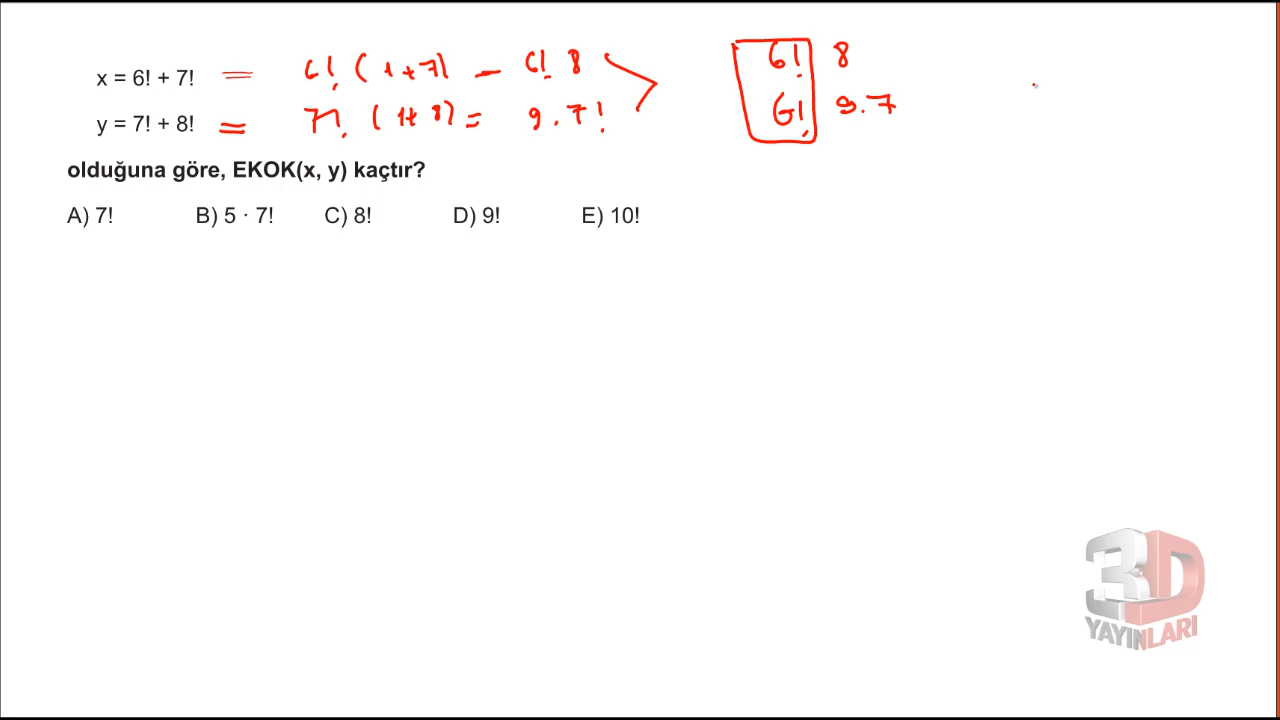 x = 6! + 7! = 6! (1+7) = 6! 8
y = 7! + 8! = 7! (1+8) = 9.7!
6! 8
6! 9.7
olduğuna göre, EKOK(x, y) kaçtır?
A) 7! B) 5 · 7! C) 8! D) 9! E) 10!
3D
YAYINLARI